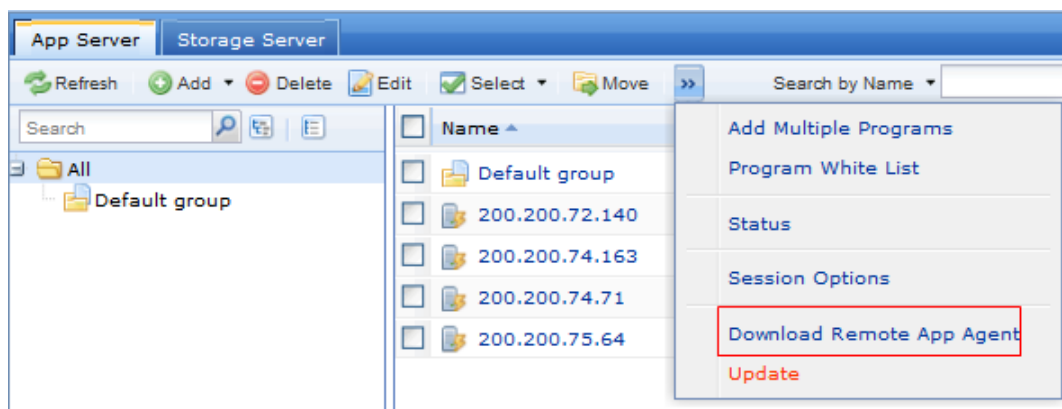 App Server Storage Server
Refresh Add Delete Edit Select Move » Search by Name
Search Name
All Default group
Default group 200.200.72.140
200.200.74.163
200.200.74.71
200.200.75.64
Add Multiple Programs
Program White List
Status
Session Options
Download Remote App Agent
Update